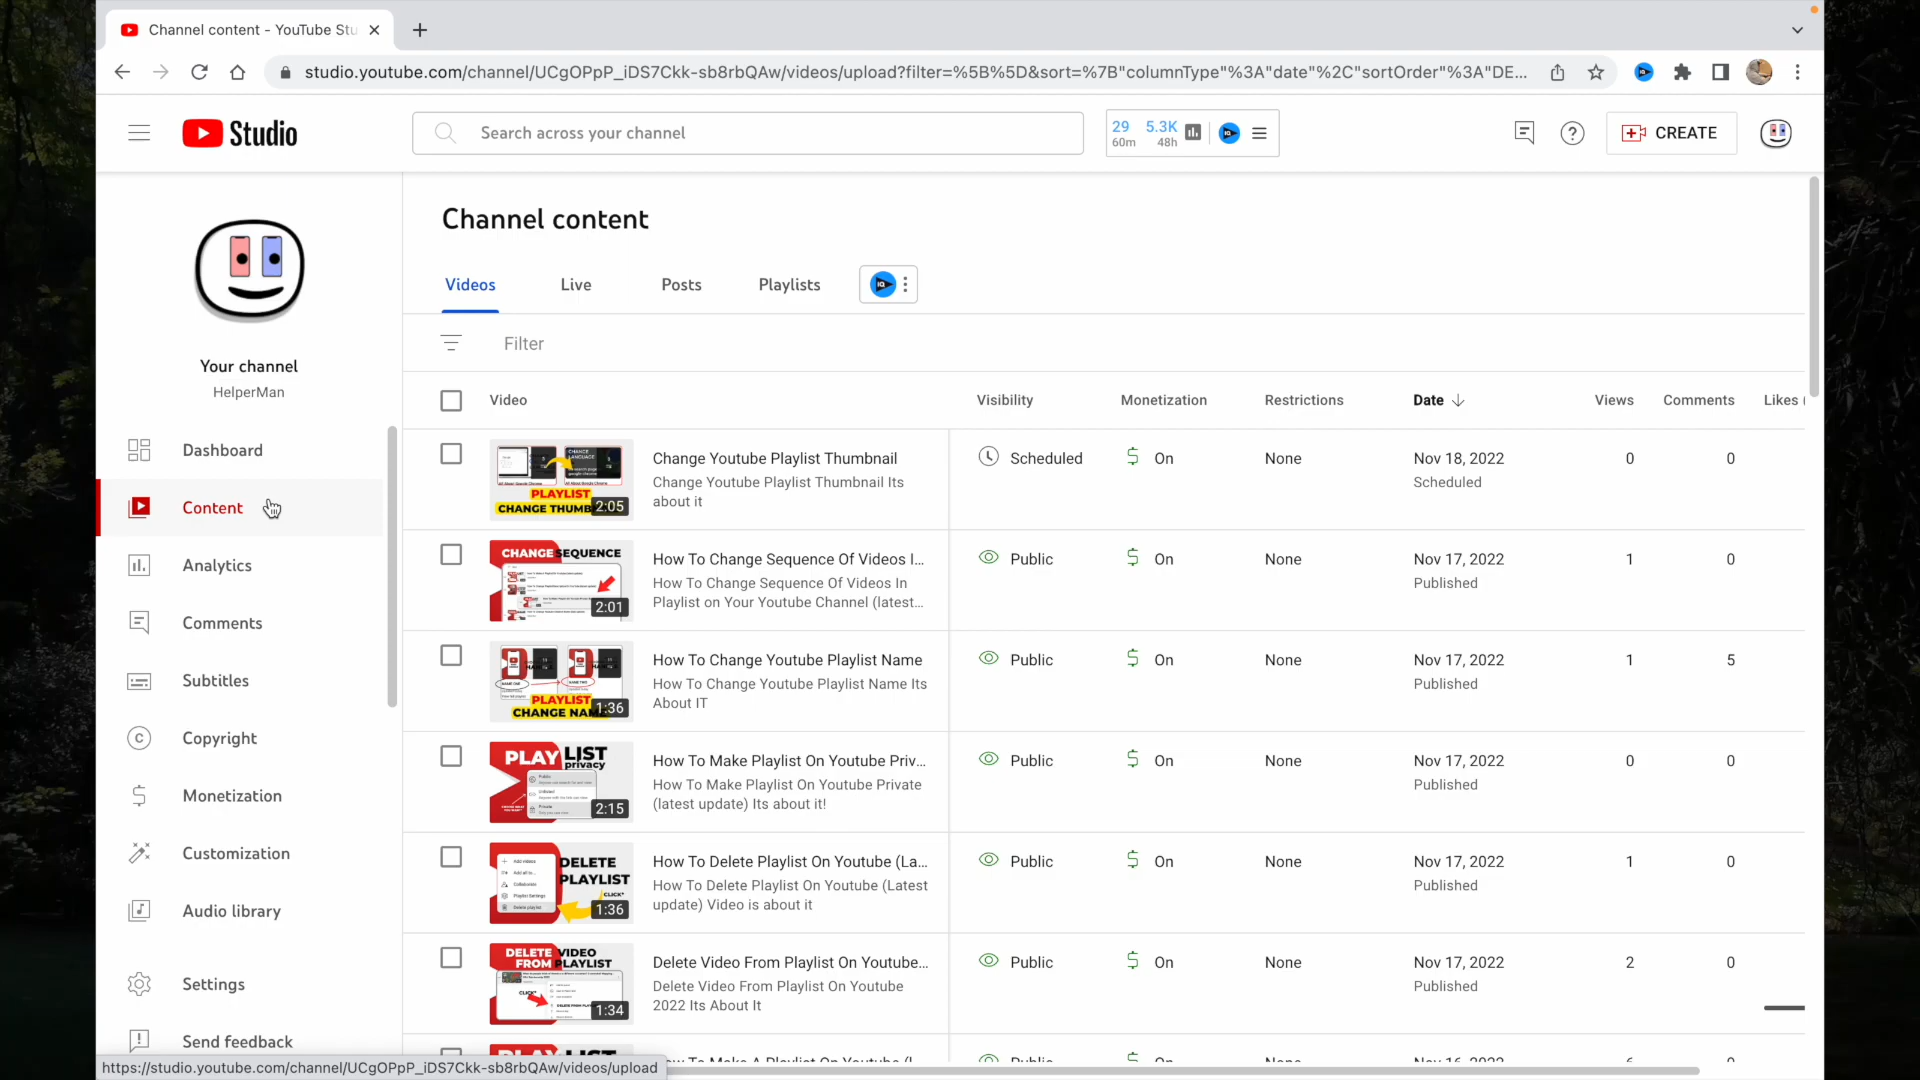 Channel content - YouTube Stu
studio.youtube.com/channel/UCgOPpP_iDS7Ckk-sb8rbQAw/videos/upload?filter=%5B%5D&sort=%7B"columnType"%3A"date"%2C"sortOrder"%3A"DE...
Studio
Search across your channel
29 5.3K
60m 48h
CREATE
Your channel
HelperMan
Dashboard
Content
Analytics
Comments
Subtitles
Copyright
Monetization
Customization
Audio library
Settings
Send feedback
Channel content
Videos Live Posts Playlists
Filter
Video Visibility Monetization Restrictions Date Views Comments Likes (
PLAYLIST
CHANGE THUMB
2:05
Change Youtube Playlist Thumbnail
Change Youtube Playlist Thumbnail Its
about it
Scheduled On None Nov 18, 2022 0 0
Scheduled
CHANGE SEQUENCE
2:01
How To Change Sequence Of Videos I...
How To Change Sequence Of Videos In
Playlist on Your Youtube Channel (latest...
Public On None Nov 17, 2022 1 0
Published
PLAYLIST
CHANGE NAM
1:36
How To Change Youtube Playlist Name
How To Change Youtube Playlist Name Its
About IT
Public On None Nov 17, 2022 1 5
Published
PLAYLIST
privacy
2:15
How To Make Playlist On Youtube Priv...
How To Make Playlist On Youtube Private
(latest update) Its about it!
Public On None Nov 17, 2022 0 0
Published
DELETE
PLAYLIST
CLICK*
1:36
How To Delete Playlist On Youtube (La...
How To Delete Playlist On Youtube (Latest
update) Video is about it
Public On None Nov 17, 2022 1 0
Published
DELETE VIDEO
FROM PLAYLIST
CLICK*
1:34
Delete Video From Playlist On Youtube...
Delete Video From Playlist On Youtube
2022 Its About It
Public On None Nov 17, 2022 2 0
Published
https://studio.youtube.com/channel/UCgOPpP_iDS7Ckk-sb8rbQAw/videos/upload